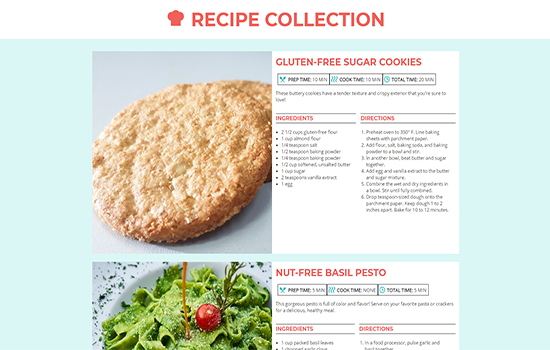 RECIPE COLLECTION
GLUTEN-FREE SUGAR COOKIES
PREP TIME: 10 MIN COOK TIME: 10 MIN TOTAL TIME: 20 MIN
These buttery cookies have a tender texture and crispy exterior that you're sure to
love!
INGREDIENTS
2 1/2 cups gluten-free flour
1 cup almond flour
1/4 teaspoon salt
1/2 teaspoon baking powder
1/4 teaspoon baking powder
1/2 cup softened, unsalted butter
1 cup sugar
2 teaspoons vanilla extract
1 egg
DIRECTIONS
1. Preheat oven to 350° F. Line baking
sheets with parchment paper.
2. Add flour, salt, baking soda, and baking
powder to a bowl and stir.
3. In another bowl, beat butter and sugar
together.
4. Add egg and vanilla extract to the butter
and sugar mixture.
5. Combine the wet and dry ingredients in
a bowl. Stir until fully combined.
6. Drop teaspoon-sized dough onto the
parchment paper. Keep dough 1 to 2
inches apart. Bake for 10 to 12 minutes.
NUT-FREE BASIL PESTO
PREP TIME: 5 MIN COOK TIME: NONE TOTAL TIME: 5 MIN
This gorgeous pesto is full of color and flavor! Serve on your favorite pasta or crackers
for a delicious, healthy meal.
INGREDIENTS
1 cup packed basil leaves
1 chopped garlic clove
DIRECTIONS
1. In a food processor, pulse garlic and
basil together.